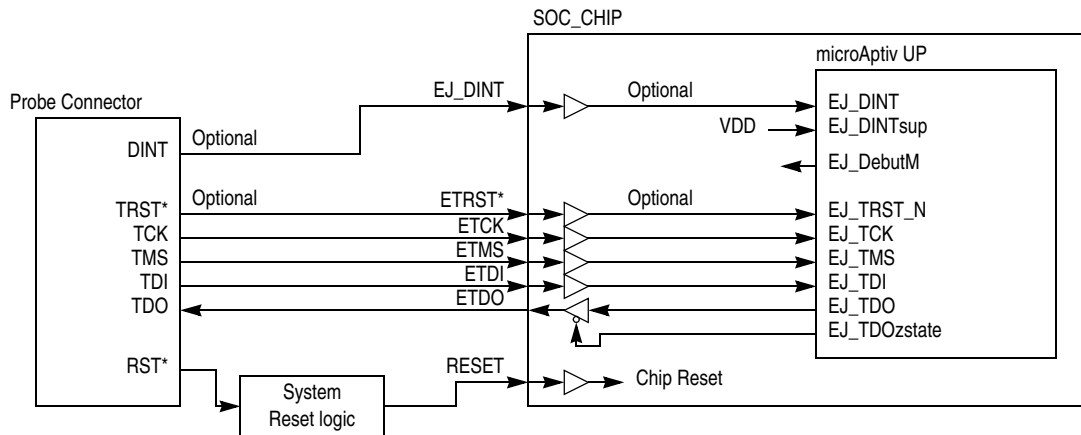 SOC_CHIP
microAptiv UP
Probe Connector
EJ_DINT
Optional
EJ_DINT
VDD
EJ_DINTsup
DINT
Optional
EJ_DebutM
TRST*
Optional
ETRST*
Optional
EJ_TRST_N
TCK
ETCK
EJ_TCK
TMS
ETMS
EJ_TMS
TDI
ETDI
EJ_TDI
TDO
ETDO
EJ_TDO
EJ_TDOzstate
RST*
RESET
Chip Reset
System
Reset logic